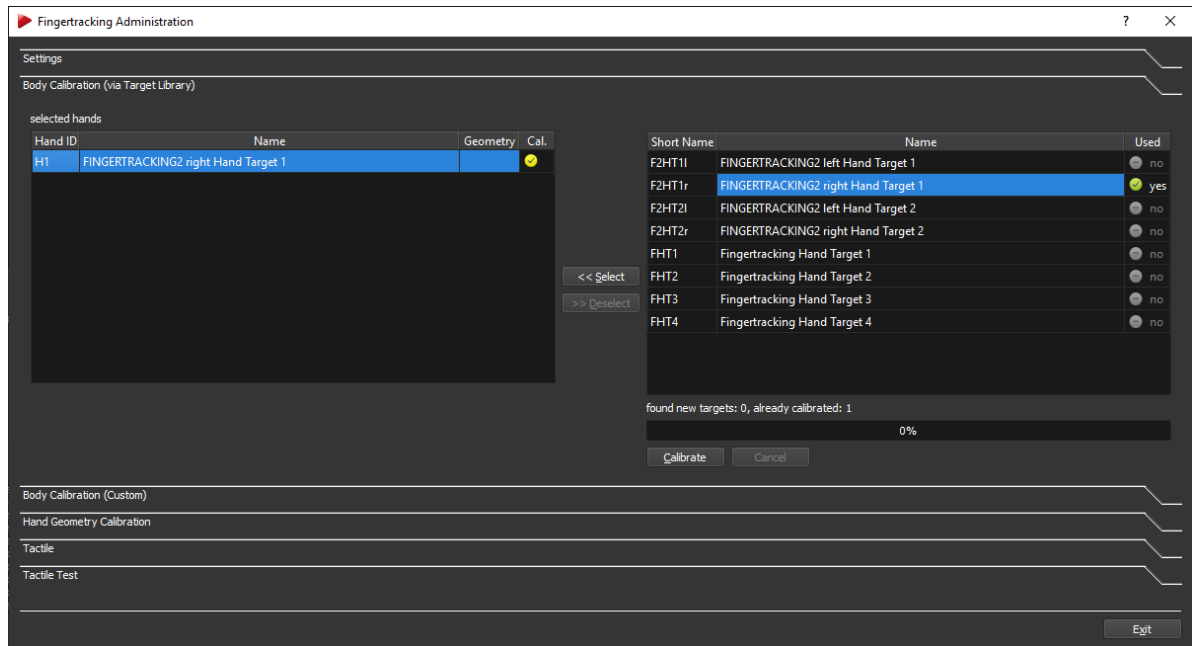 Fingertracking Administration
?
Settings
Body Calibration (via Target Library)
selected hands
Hand ID Name Geometry Cal.
H1 FINGERTRACKING2 right Hand Target 1
Short Name Name Used
F2HT1l FINGERTRACKING2 left Hand Target 1 no
F2HT1r FINGERTRACKING2 right Hand Target 1 yes
F2HT2l FINGERTRACKING2 left Hand Target 2 no
F2HT2r FINGERTRACKING2 right Hand Target 2 no
FHT1 Fingertracking Hand Target 1 no
FHT2 Fingertracking Hand Target 2 no
FHT3 Fingertracking Hand Target 3 no
FHT4 Fingertracking Hand Target 4 no
<< Select
>> Deselect
found new targets: 0, already calibrated: 1
0%
Calibrate Cancel
Body Calibration (Custom)
Hand Geometry Calibration
Tactile
Tactile Test
Exit